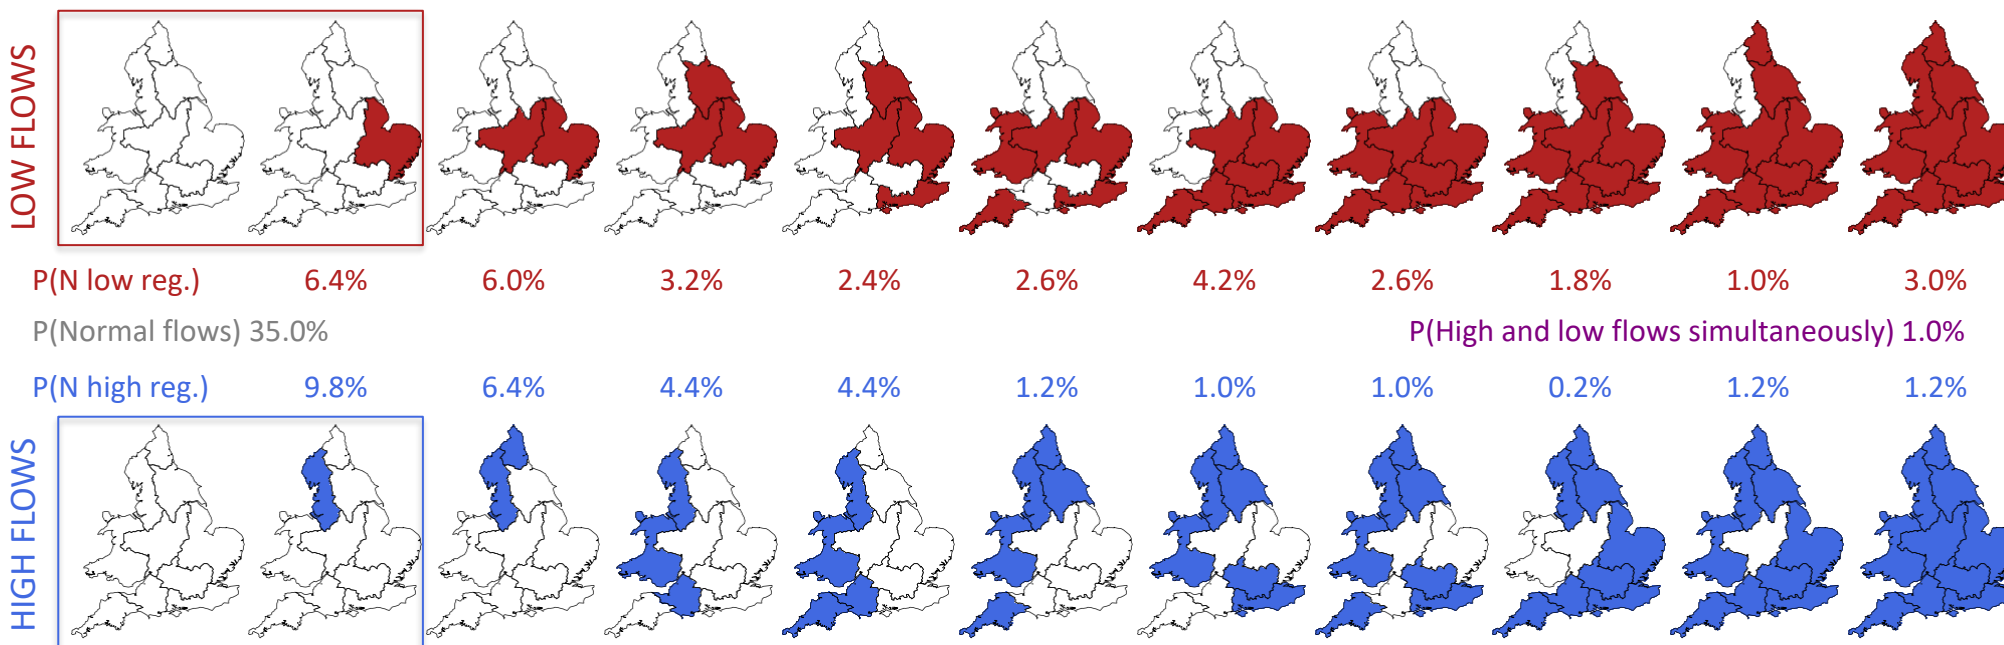 LOW FLOWS
P(N low reg.) 6.4% 6.0% 3.2% 2.4% 2.6% 4.2% 2.6% 1.8% 1.0% 3.0%
P(Normal flows) 35.0% P(High and low flows simultaneously) 1.0%
P(N high reg.) 9.8% 6.4% 4.4% 4.4% 1.2% 1.0% 1.0% 0.2% 1.2% 1.2%
HIGH FLOWS